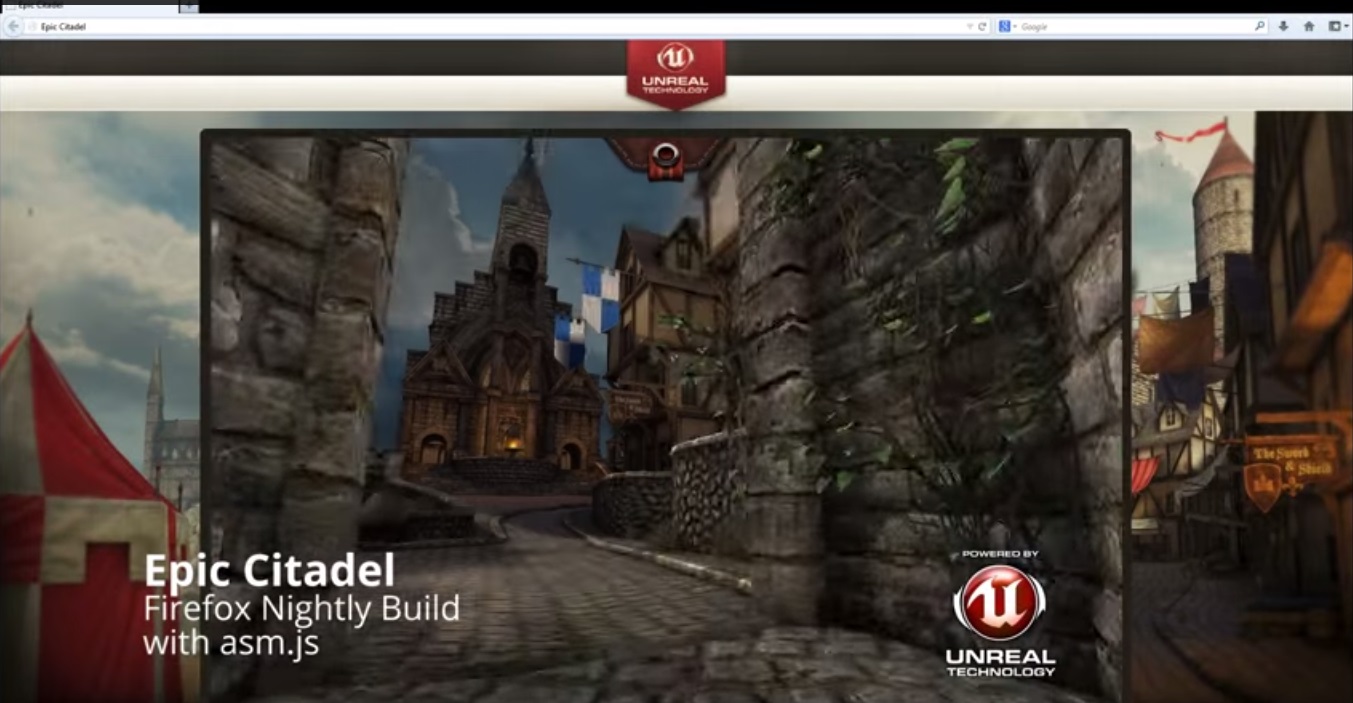 Epic Citadel
Epic Citadel
Google
UNREAL
TECHNOLOGY
The Sword
& Shield
Epic Citadel
Firefox Nightly Build
with asm.js
POWERED BY
UNREAL
TECHNOLOGY